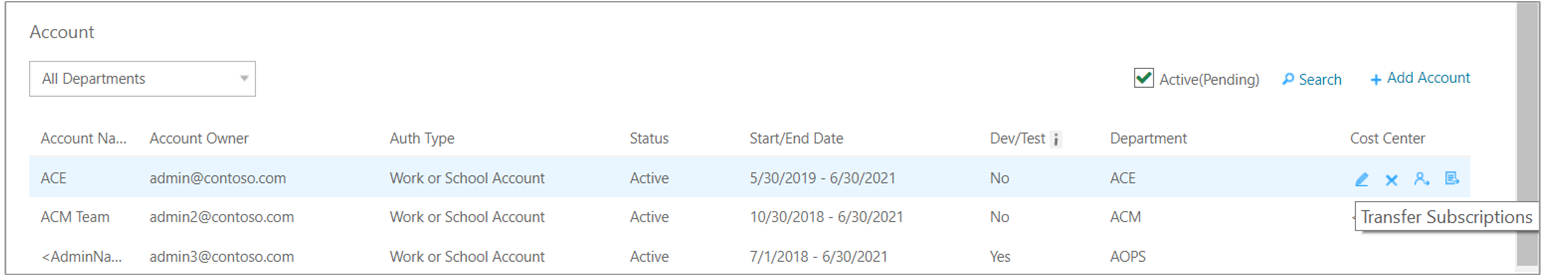 Account
All Departments Active(Pending) Search + Add Account
Account Na... Account Owner Auth Type Status Start/End Date Dev/Test i Department Cost Center
ACE admin@contoso.com Work or School Account Active 5/30/2019 - 6/30/2021 No ACE
ACM Team admin2@contoso.com Work or School Account Active 10/30/2018 - 6/30/2021 No ACM Transfer Subscriptions
<AdminNa... admin3@contoso.com Work or School Account Active 7/1/2018 - 6/30/2021 Yes AOPS